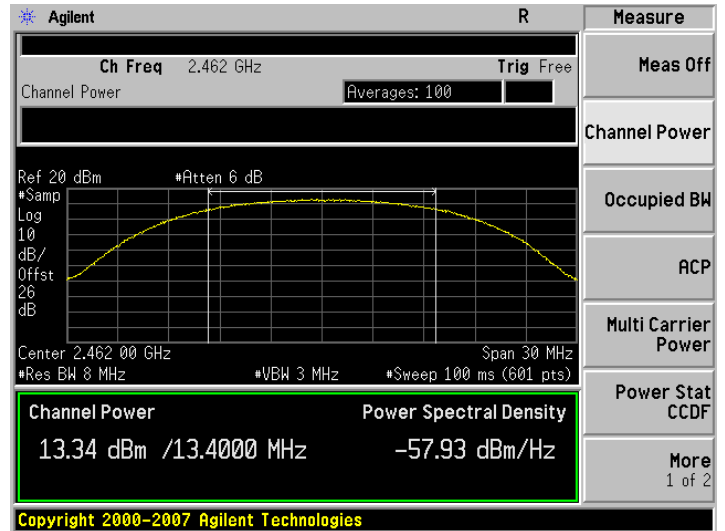 Agilent R Measure
Ch Freq 2.462 GHz Trig Free
Meas Off
Channel Power Averages: 100
Channel Power
Ref 20 dBm #Atten 6 dB
#Samp
Log
10
dB/
Offst
26
dB
Occupied BW
ACP
Multi Carrier
Power
Center 2.462 00 GHz Span 30 MHz
#Res BW 8 MHz #VBW 3 MHz #Sweep 100 ms (601 pts)
Power Stat
CCDF
Channel Power Power Spectral Density
13.34 dBm /13.4000 MHz -57.93 dBm/Hz
More
1 of 2
Copyright 2000-2007 Agilent Technologies